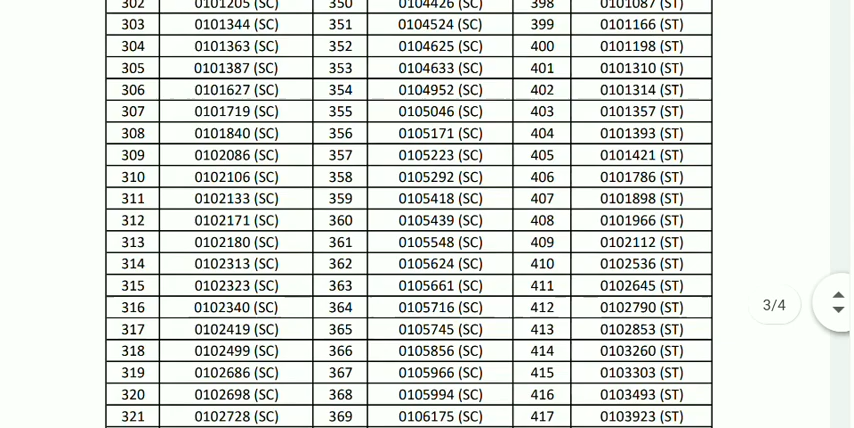 302 0101205 (SC) 350 0104426 (SC) 398 0101087 (ST)
303 0101344 (SC) 351 0104524 (SC) 399 0101166 (ST)
304 0101363 (SC) 352 0104625 (SC) 400 0101198 (ST)
305 0101387 (SC) 353 0104633 (SC) 401 0101310 (ST)
306 0101627 (SC) 354 0104952 (SC) 402 0101314 (ST)
307 0101719 (SC) 355 0105046 (SC) 403 0101357 (ST)
308 0101840 (SC) 356 0105171 (SC) 404 0101393 (ST)
309 0102086 (SC) 357 0105223 (SC) 405 0101421 (ST)
310 0102106 (SC) 358 0105292 (SC) 406 0101786 (ST)
311 0102133 (SC) 359 0105418 (SC) 407 0101898 (ST)
312 0102171 (SC) 360 0105439 (SC) 408 0101966 (ST)
313 0102180 (SC) 361 0105548 (SC) 409 0102112 (ST)
314 0102313 (SC) 362 0105624 (SC) 410 0102536 (ST)
315 0102323 (SC) 363 0105661 (SC) 411 0102645 (ST)
316 0102340 (SC) 364 0105716 (SC) 412 0102790 (ST)
3/4
317 0102419 (SC) 365 0105745 (SC) 413 0102853 (ST)
318 0102499 (SC) 366 0105856 (SC) 414 0103260 (ST)
319 0102686 (SC) 367 0105966 (SC) 415 0103303 (ST)
320 0102698 (SC) 368 0105994 (SC) 416 0103493 (ST)
321 0102728 (SC) 369 0106175 (SC) 417 0103923 (ST)